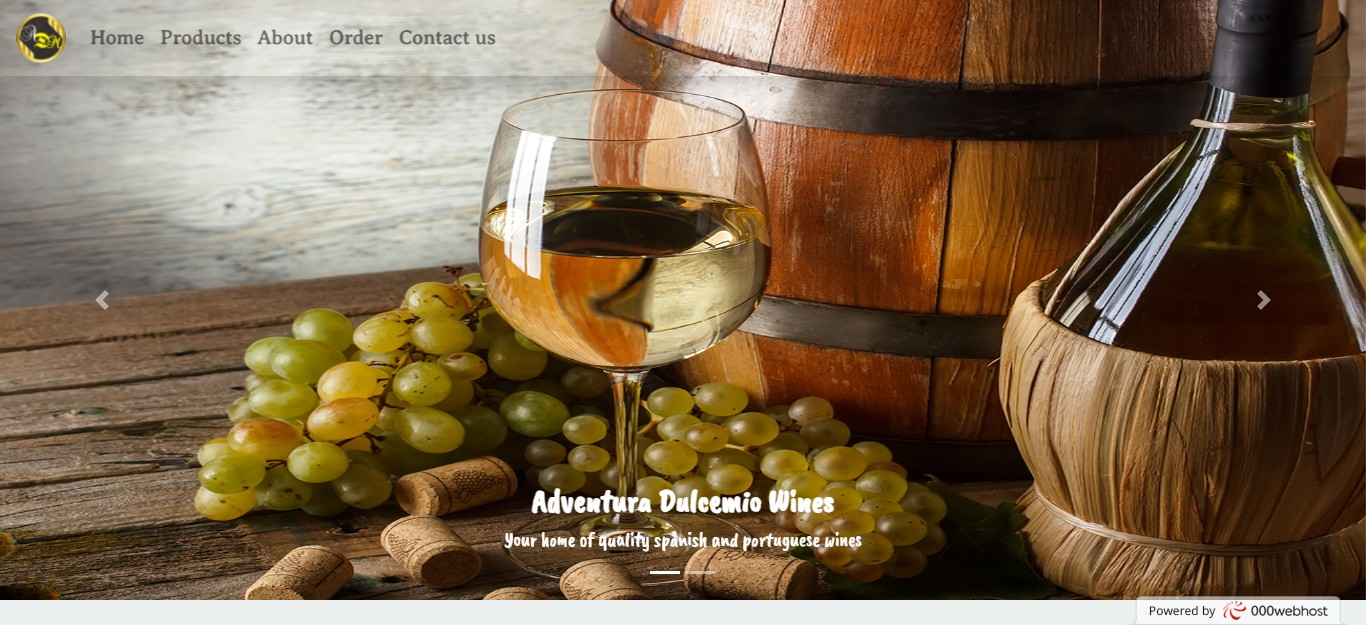 Home Products About Order Contact us
Adventura Dulcemio Wines
Your home of quality spanish and portuguese wines
Powered by 000webhost